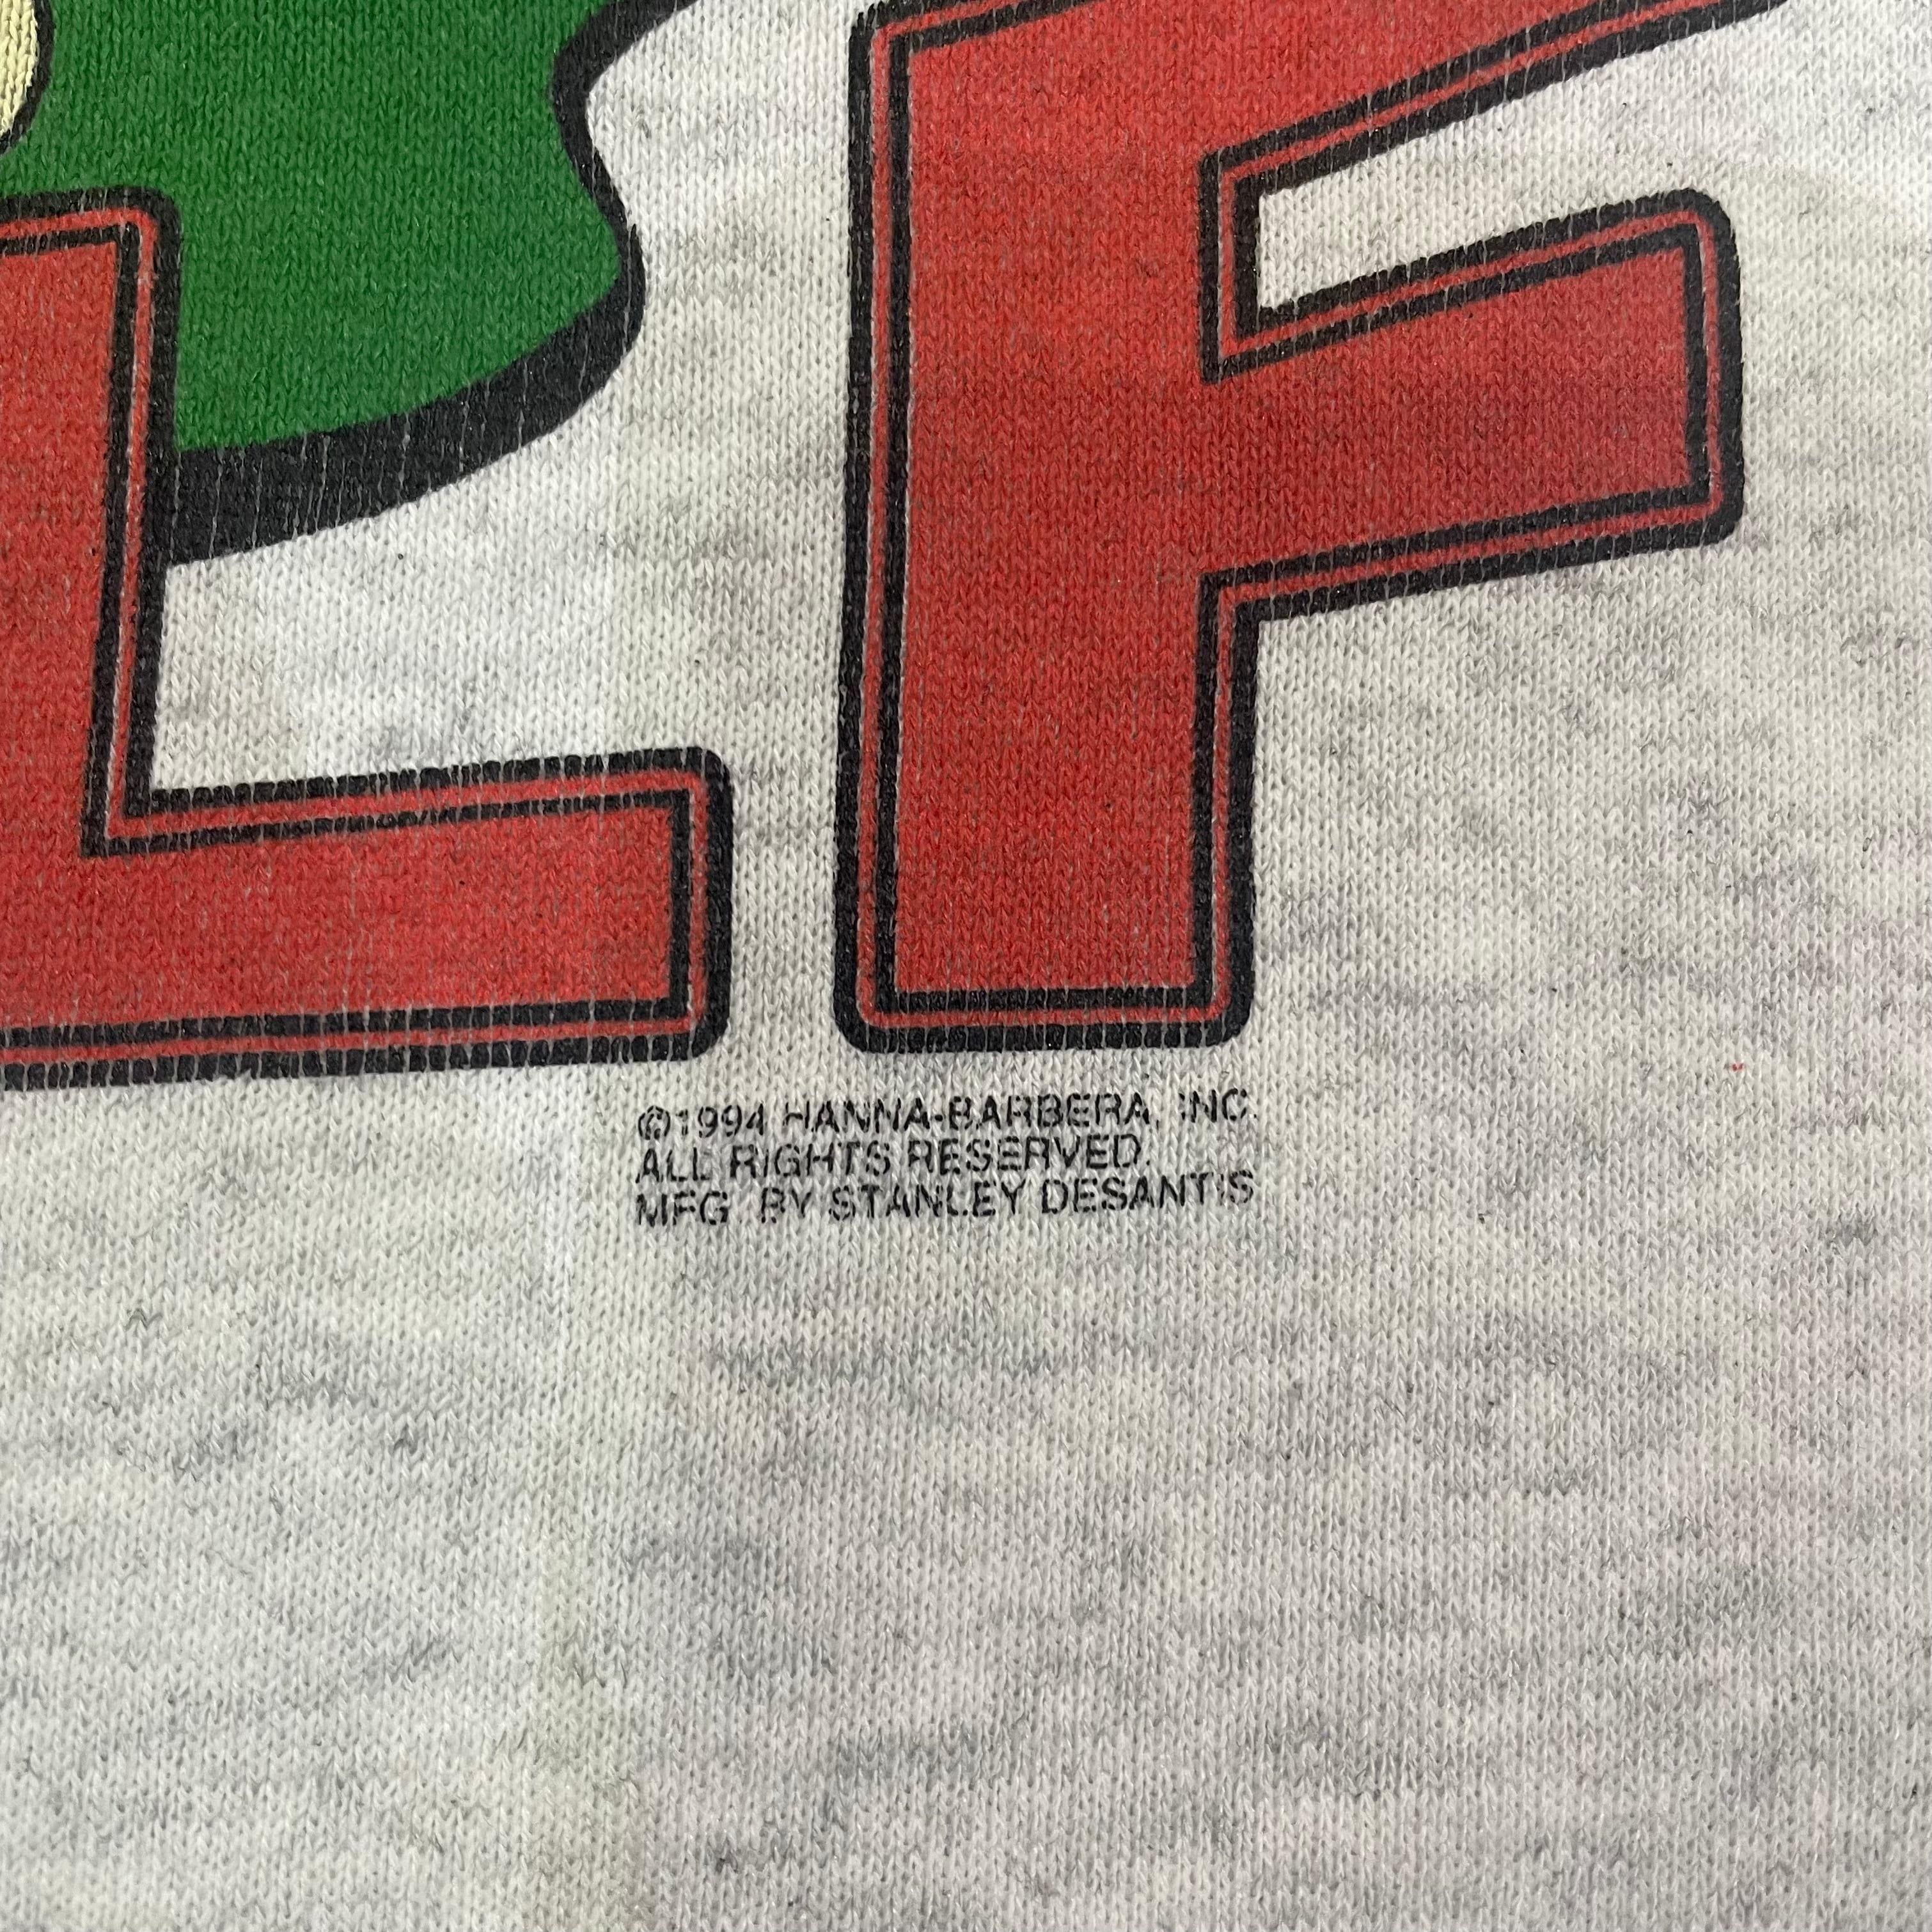 LF
©1994 HANNA-BARBERA, INC.
ALL RIGHTS RESERVED.
MFG. BY STANLEY DESANTIS